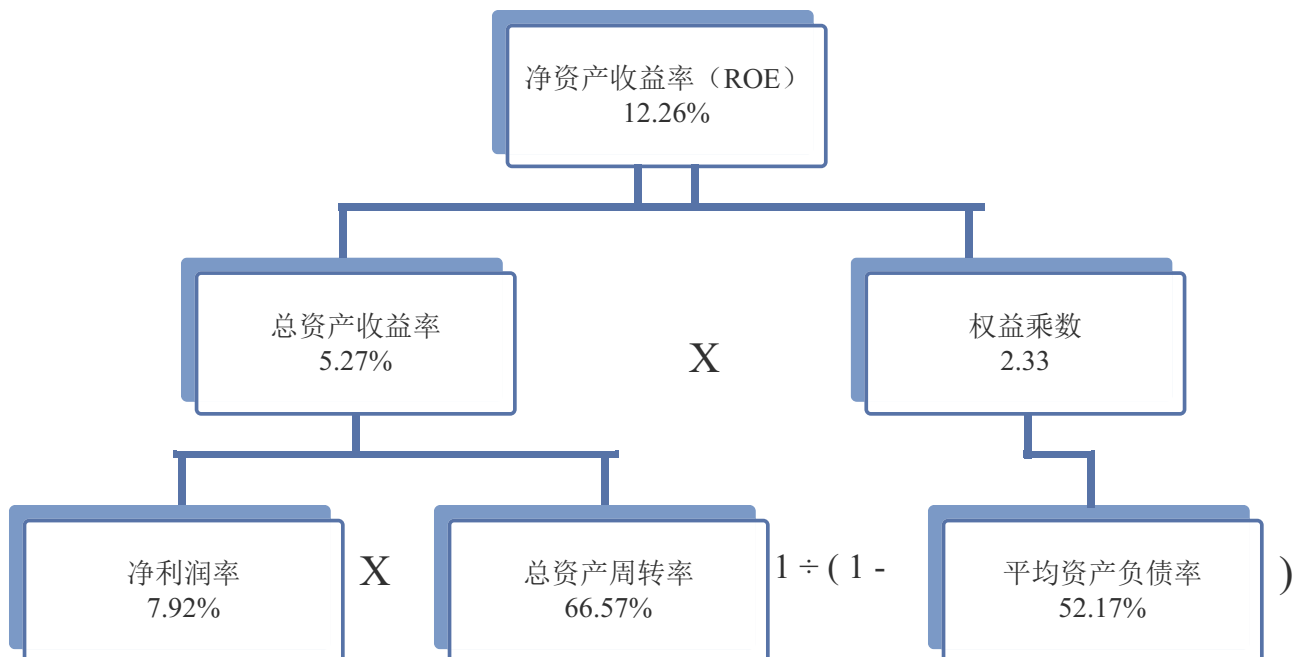 净资产收益率（ROE）
12.26%
总资产收益率
5.27%
X
权益乘数
2.33
净利润率
7.92%
X
总资产周转率
66.57%
1 ÷ ( 1 -
平均资产负债率
52.17%
)